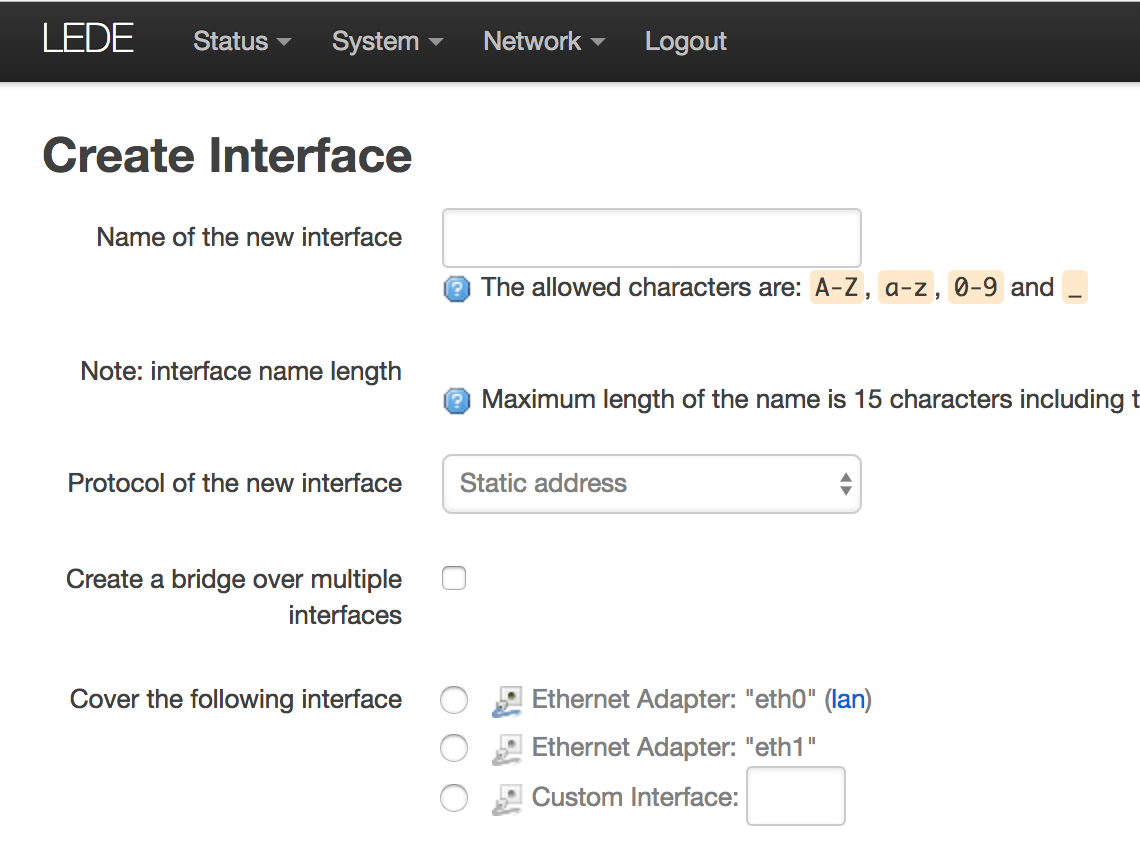 LEDE Status System Network Logout
Create Interface
Name of the new interface
The allowed characters are: A-Z, a-z, 0-9 and _
Note: interface name length
Maximum length of the name is 15 characters including
Protocol of the new interface Static address
Create a bridge over multiple
interfaces
Cover the following interface Ethernet Adapter: "eth0" (lan)
Ethernet Adapter: "eth1"
Custom Interface: